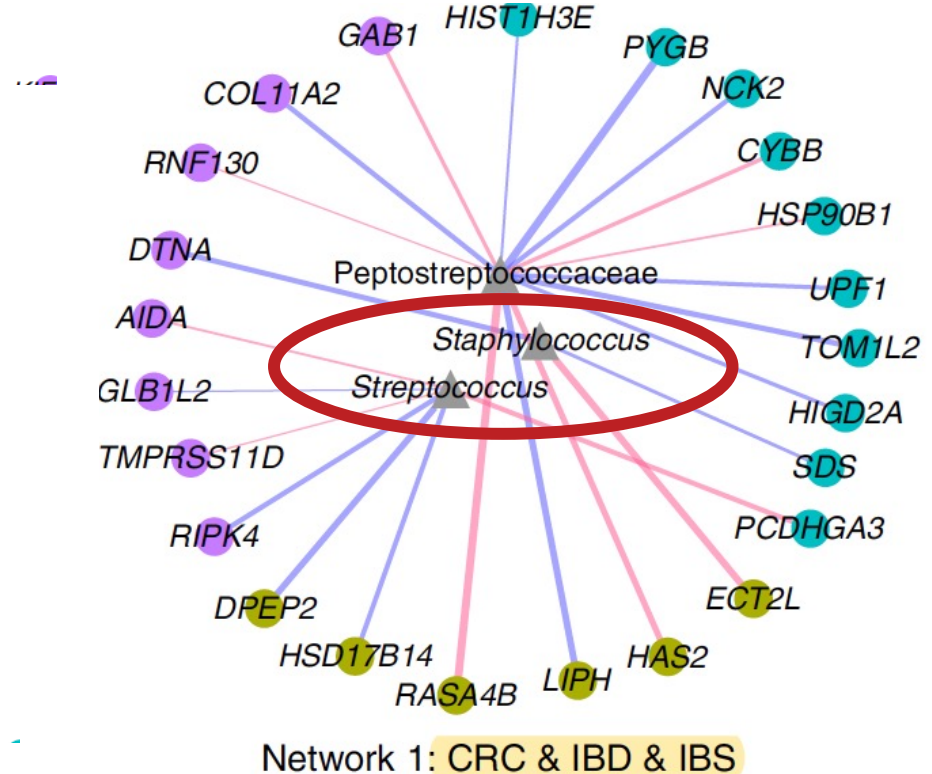 HIST1H3E
GAB1
PYGB
NCK2
COL11A2
CYBB
RNF130
HSP90B1
DTNA
Peptostreptococcaceae
UPF1
AIDA
Staphylococcus
TOM1L2
GLB1L2
Streptococcus
HIGD2A
TMPRSS11D
SDS
PCDHGA3
RIPK4
ECT2L
DPEP2
HSD17B14
HAS2
LIPH
RASA4B
Network 1: CRC & IBD & IBS